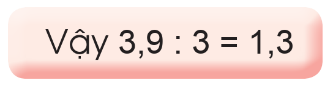 Vậy 3,9 : 3 = 1,3